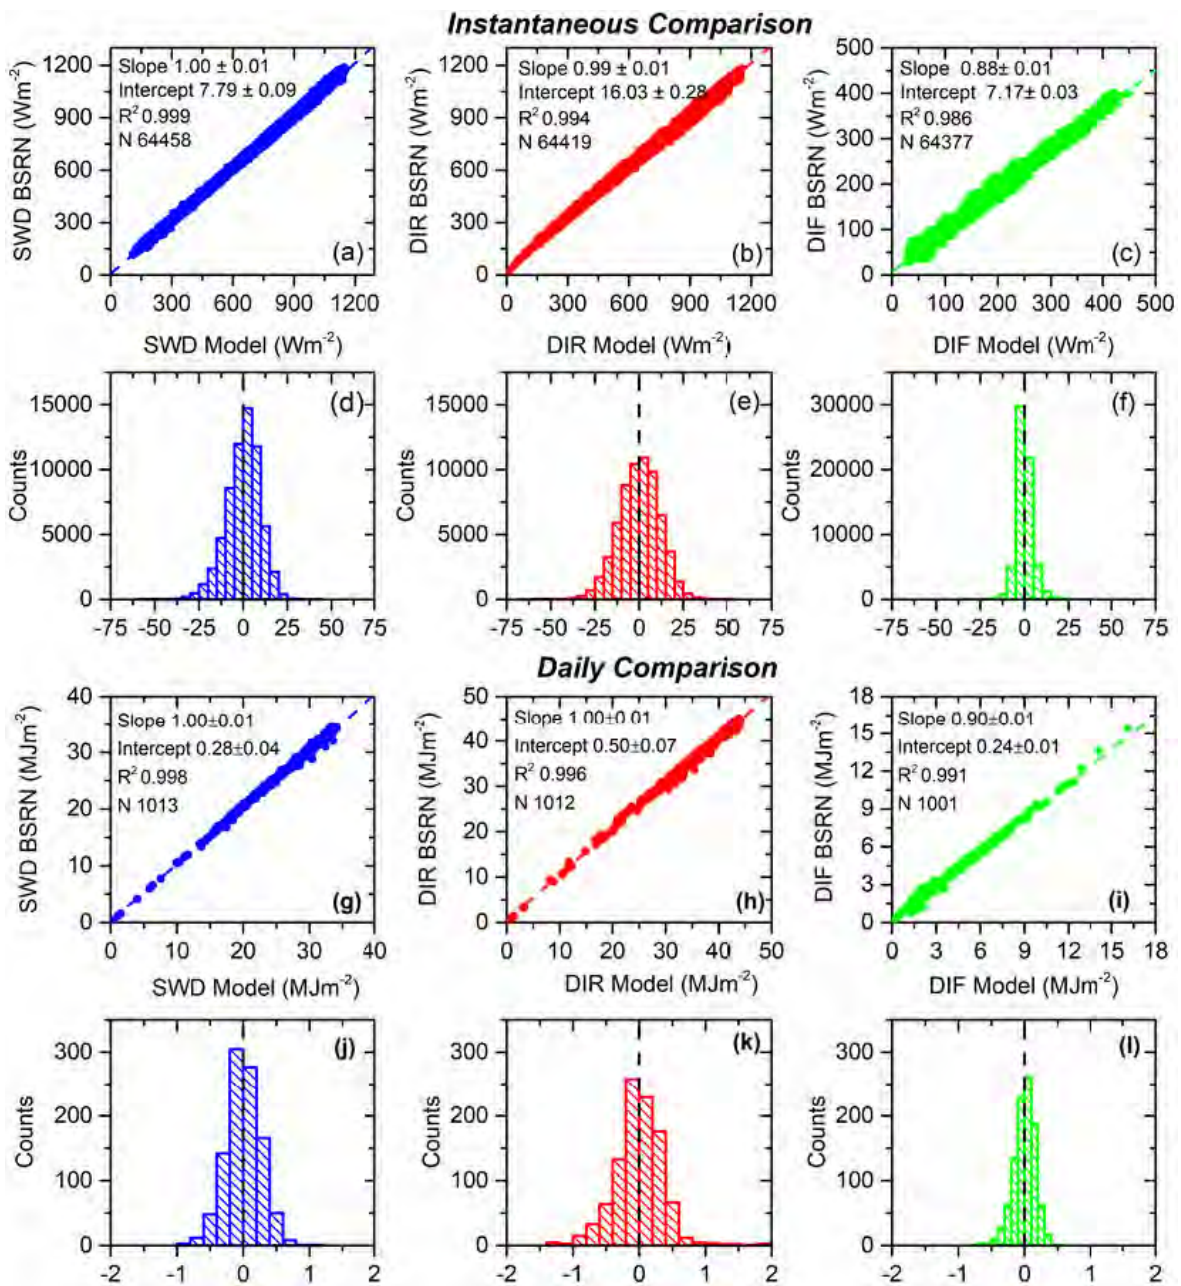 Instantaneous Comparison
SWD BSRN (Wm-2)
1200
900
600
300
0
Slope 1.00 ± 0.01
Intercept 7.79 ± 0.09
R2 0.999
N 64458
(a)
0 300 600 900 1200
SWD Model (Wm-2)
DIR BSRN (Wm-2)
1200
900
600
300
0
Slope 0.99 ± 0.01
Intercept 16.03 ± 0.28
R2 0.994
N 64419
(b)
0 300 600 900 1200
DIR Model (Wm-2)
DIF BSRN (Wm-2)
500
400
300
200
100
0
Slope 0.88± 0.01
Intercept 7.17± 0.03
R2 0.986
N 64377
(c)
0 100 200 300 400 500
DIF Model (Wm-2)
Counts
15000
10000
5000
0
(d)
-75 -50 -25 0 25 50 75
Counts
15000
10000
5000
0
(e)
-75 -50 -25 0 25 50 75
Counts
30000
20000
10000
0
(f)
-75 -50 -25 0 25 50 75
Daily Comparison
SWD BSRN (MJm-2)
40
30
20
10
0
Slope 1.00±0.01
Intercept 0.28±0.04
R2 0.998
N 1013
(g)
0 10 20 30 40
SWD Model (MJm-2)
DIR BSRN (MJm-2)
50
40
30
20
10
0
Slope 1.00±0.01
Intercept 0.50±0.07
R2 0.996
N 1012
(h)
0 10 20 30 40 50
DIR Model (MJm-2)
DIF BSRN (MJm-2)
18
15
12
9
6
3
0
Slope 0.90±0.01
Intercept 0.24±0.01
R2 0.991
N 1001
(i)
0 3 6 9 12 15 18
DIF Model (MJm-2)
Counts
300
200
100
0
(j)
-2 -1 0 1 2
Counts
300
200
100
0
(k)
-2 -1 0 1 2
Counts
300
200
100
0
(l)
-2 -1 0 1 2